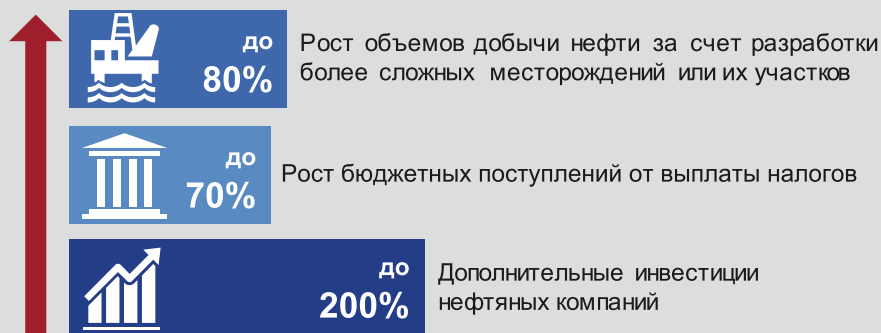 до
80%
Рост объемов добычи нефти за счет разработки
более сложных месторождений или их участков
до
70%
Рост бюджетных поступлений от выплаты налогов
до
200%
Дополнительные инвестиции
нефтяных компаний